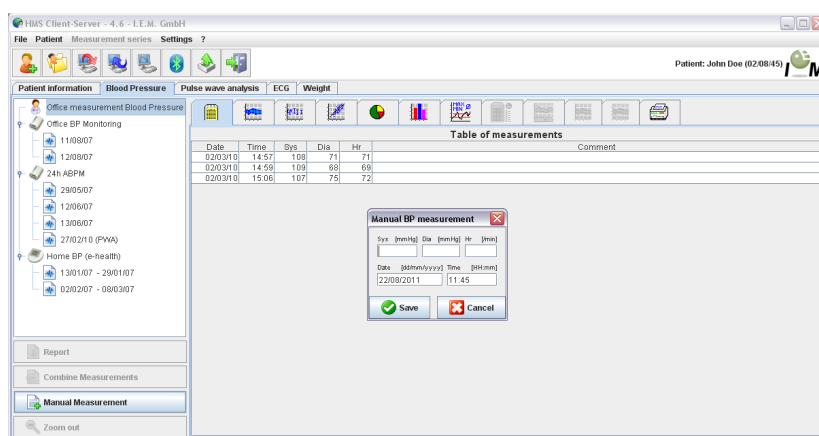 HMS Client-Server - 4.6 - I.E.M. GmbH
File Patient Measurement series Settings ?
Patient: John Doe (02/08/45)
Patient information Blood Pressure Pulse wave analysis ECG Weight
Office measurement Blood Pressure
Office BP Monitoring
11/09/07
12/08/07
24h ABPM
29/05/07
12/06/07
13/06/07
27/02/10 (PWA)
Home BP (e-health)
13/01/07 - 29/01/07
02/02/07 - 08/03/07
Report
Combine Measurements
Manual Measurement
Zoom out
Table of measurements
Date Time Sys Dia Hr Comment
02/03/10 14:57 108 71 71
02/03/10 14:59 109 68 69
02/03/10 15:06 107 75 72
Manual BP measurement
Sys [mmHg] Dia [mmHg] Hr [/min]
Date [dd/mm/yyyy] Time [HH:mm]
22/08/2011 11:45
Save Cancel